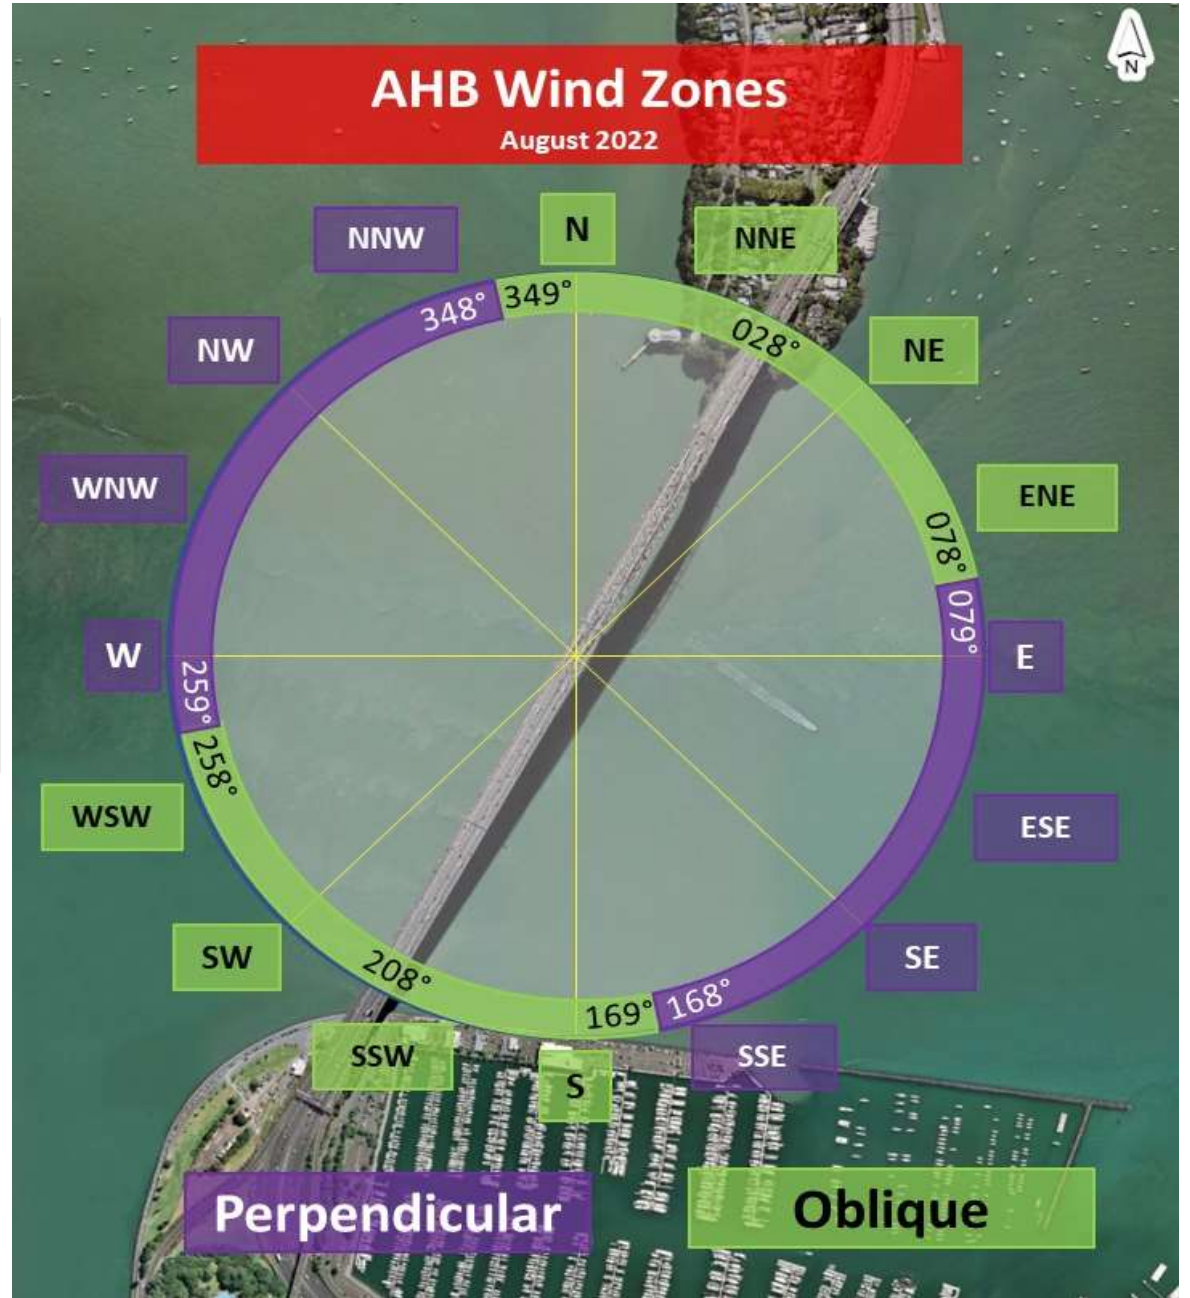 AHB Wind Zones
August 2022
N
N
NNE
NNW
NE
NW
349°
348°
028°
ENE
WNW
078°
079°
E
W
259°
258°
ESE
WSW
SE
SW
208°
169°
168°
SSE
SSW
S
Perpendicular
Oblique